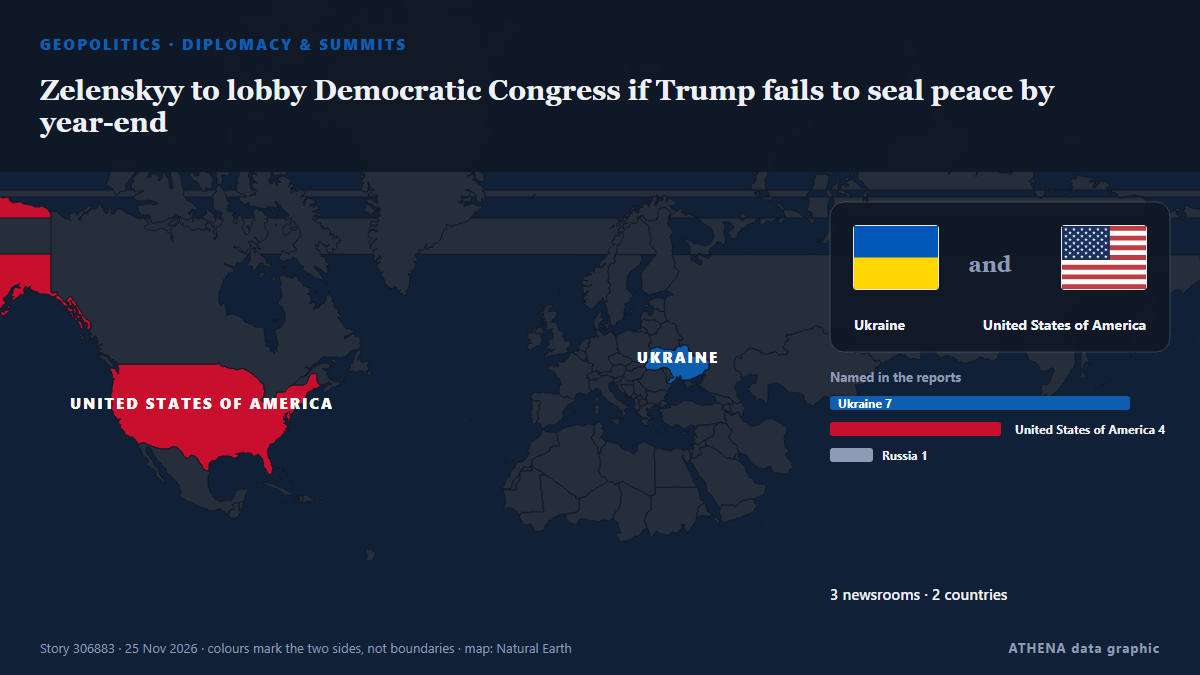 GEOPOLITICS · DIPLOMACY & SUMMITS
Zelenskyy to lobby Democratic Congress if Trump fails to seal peace by
year-end
and
Ukraine
United States of America
UKRAINE
UNITED STATES OF AMERICA
Named in the reports
Ukraine 7
United States of America 4
Russia 1
3 newsrooms · 2 countries
Story 306883 · 25 Nov 2026 · colours mark the two sides, not boundaries · map: Natural Earth
ATHENA data graphic